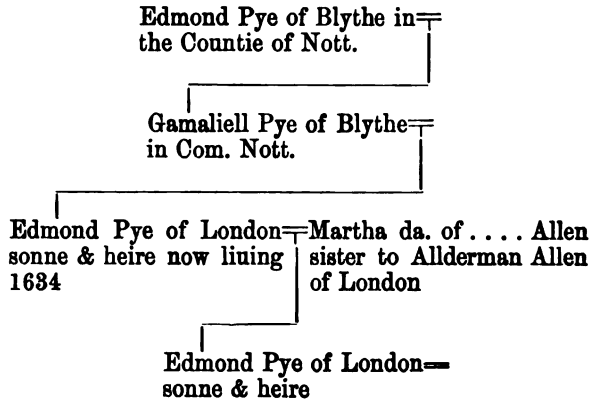 Edmond Pye of Blythe in
the Countie of Nott.
Gamaliell Pye of Blythe
in Com. Nott.
Edmond Pye of London
sonne & heire now liuing
1634
Martha da. of .... Allen
sister to Allderman Allen
of London
Edmond Pye of London
sonne & heire